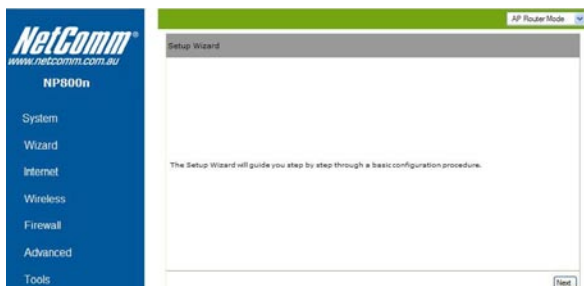 NetComm®
www.netcomm.com.au
NP800n
System
Wizard
Internet
Wireless
Firewall
Advanced
Tools
AP Router Mode
Setup Wizard
The Setup Wizard will guide you step by step through a basic configuration procedure.
Next